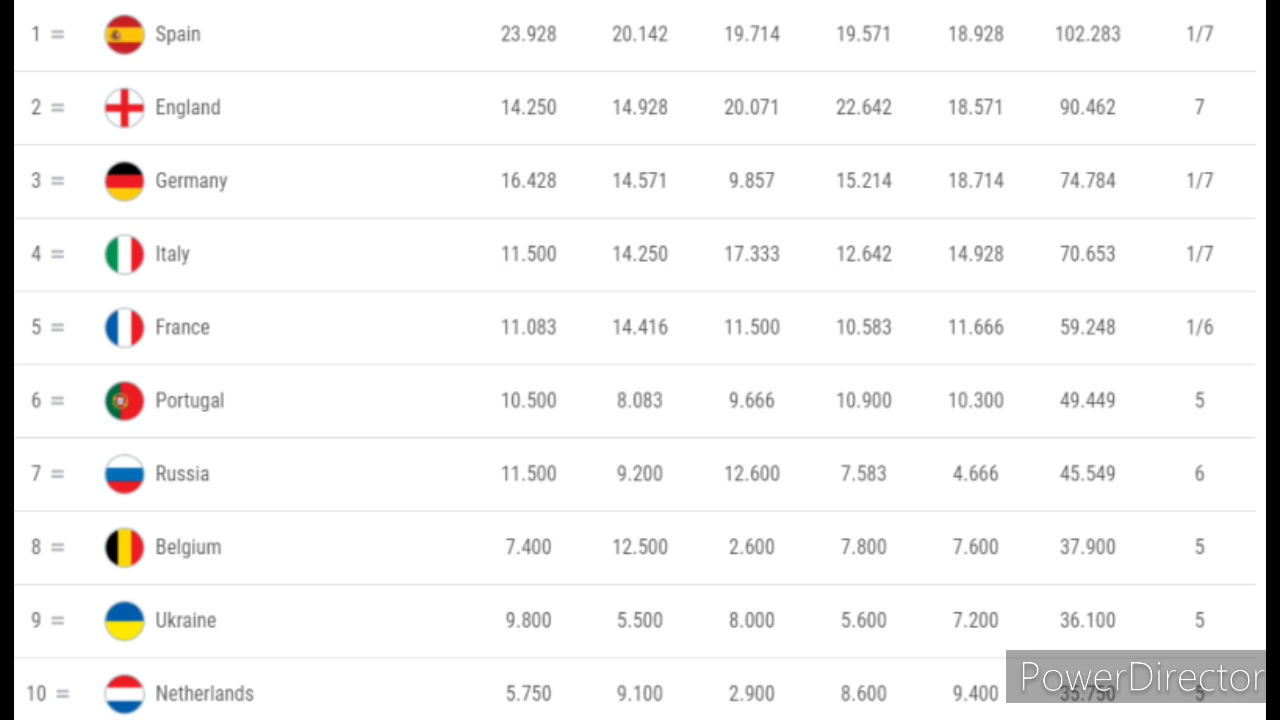 1 = Spain 23.928 20.142 19.714 19.571 18.928 102.283 1/7
2 = England 14.250 14.928 20.071 22.642 18.571 90.462 7
3 = Germany 16.428 14.571 9.857 15.214 18.714 74.784 1/7
4 = Italy 11.500 14.250 17.333 12.642 14.928 70.653 1/7
5 = France 11.083 14.416 11.500 10.583 11.666 59.248 1/6
6 = Portugal 10.500 8.083 9.666 10.900 10.300 49.449 5
7 = Russia 11.500 9.200 12.600 7.583 4.666 45.549 6
8 = Belgium 7.400 12.500 2.600 7.800 7.600 37.900 5
9 = Ukraine 9.800 5.500 8.000 5.600 7.200 36.100 5
10 = Netherlands 5.750 9.100 2.900 8.600 9.400 35.750 5
PowerDirector